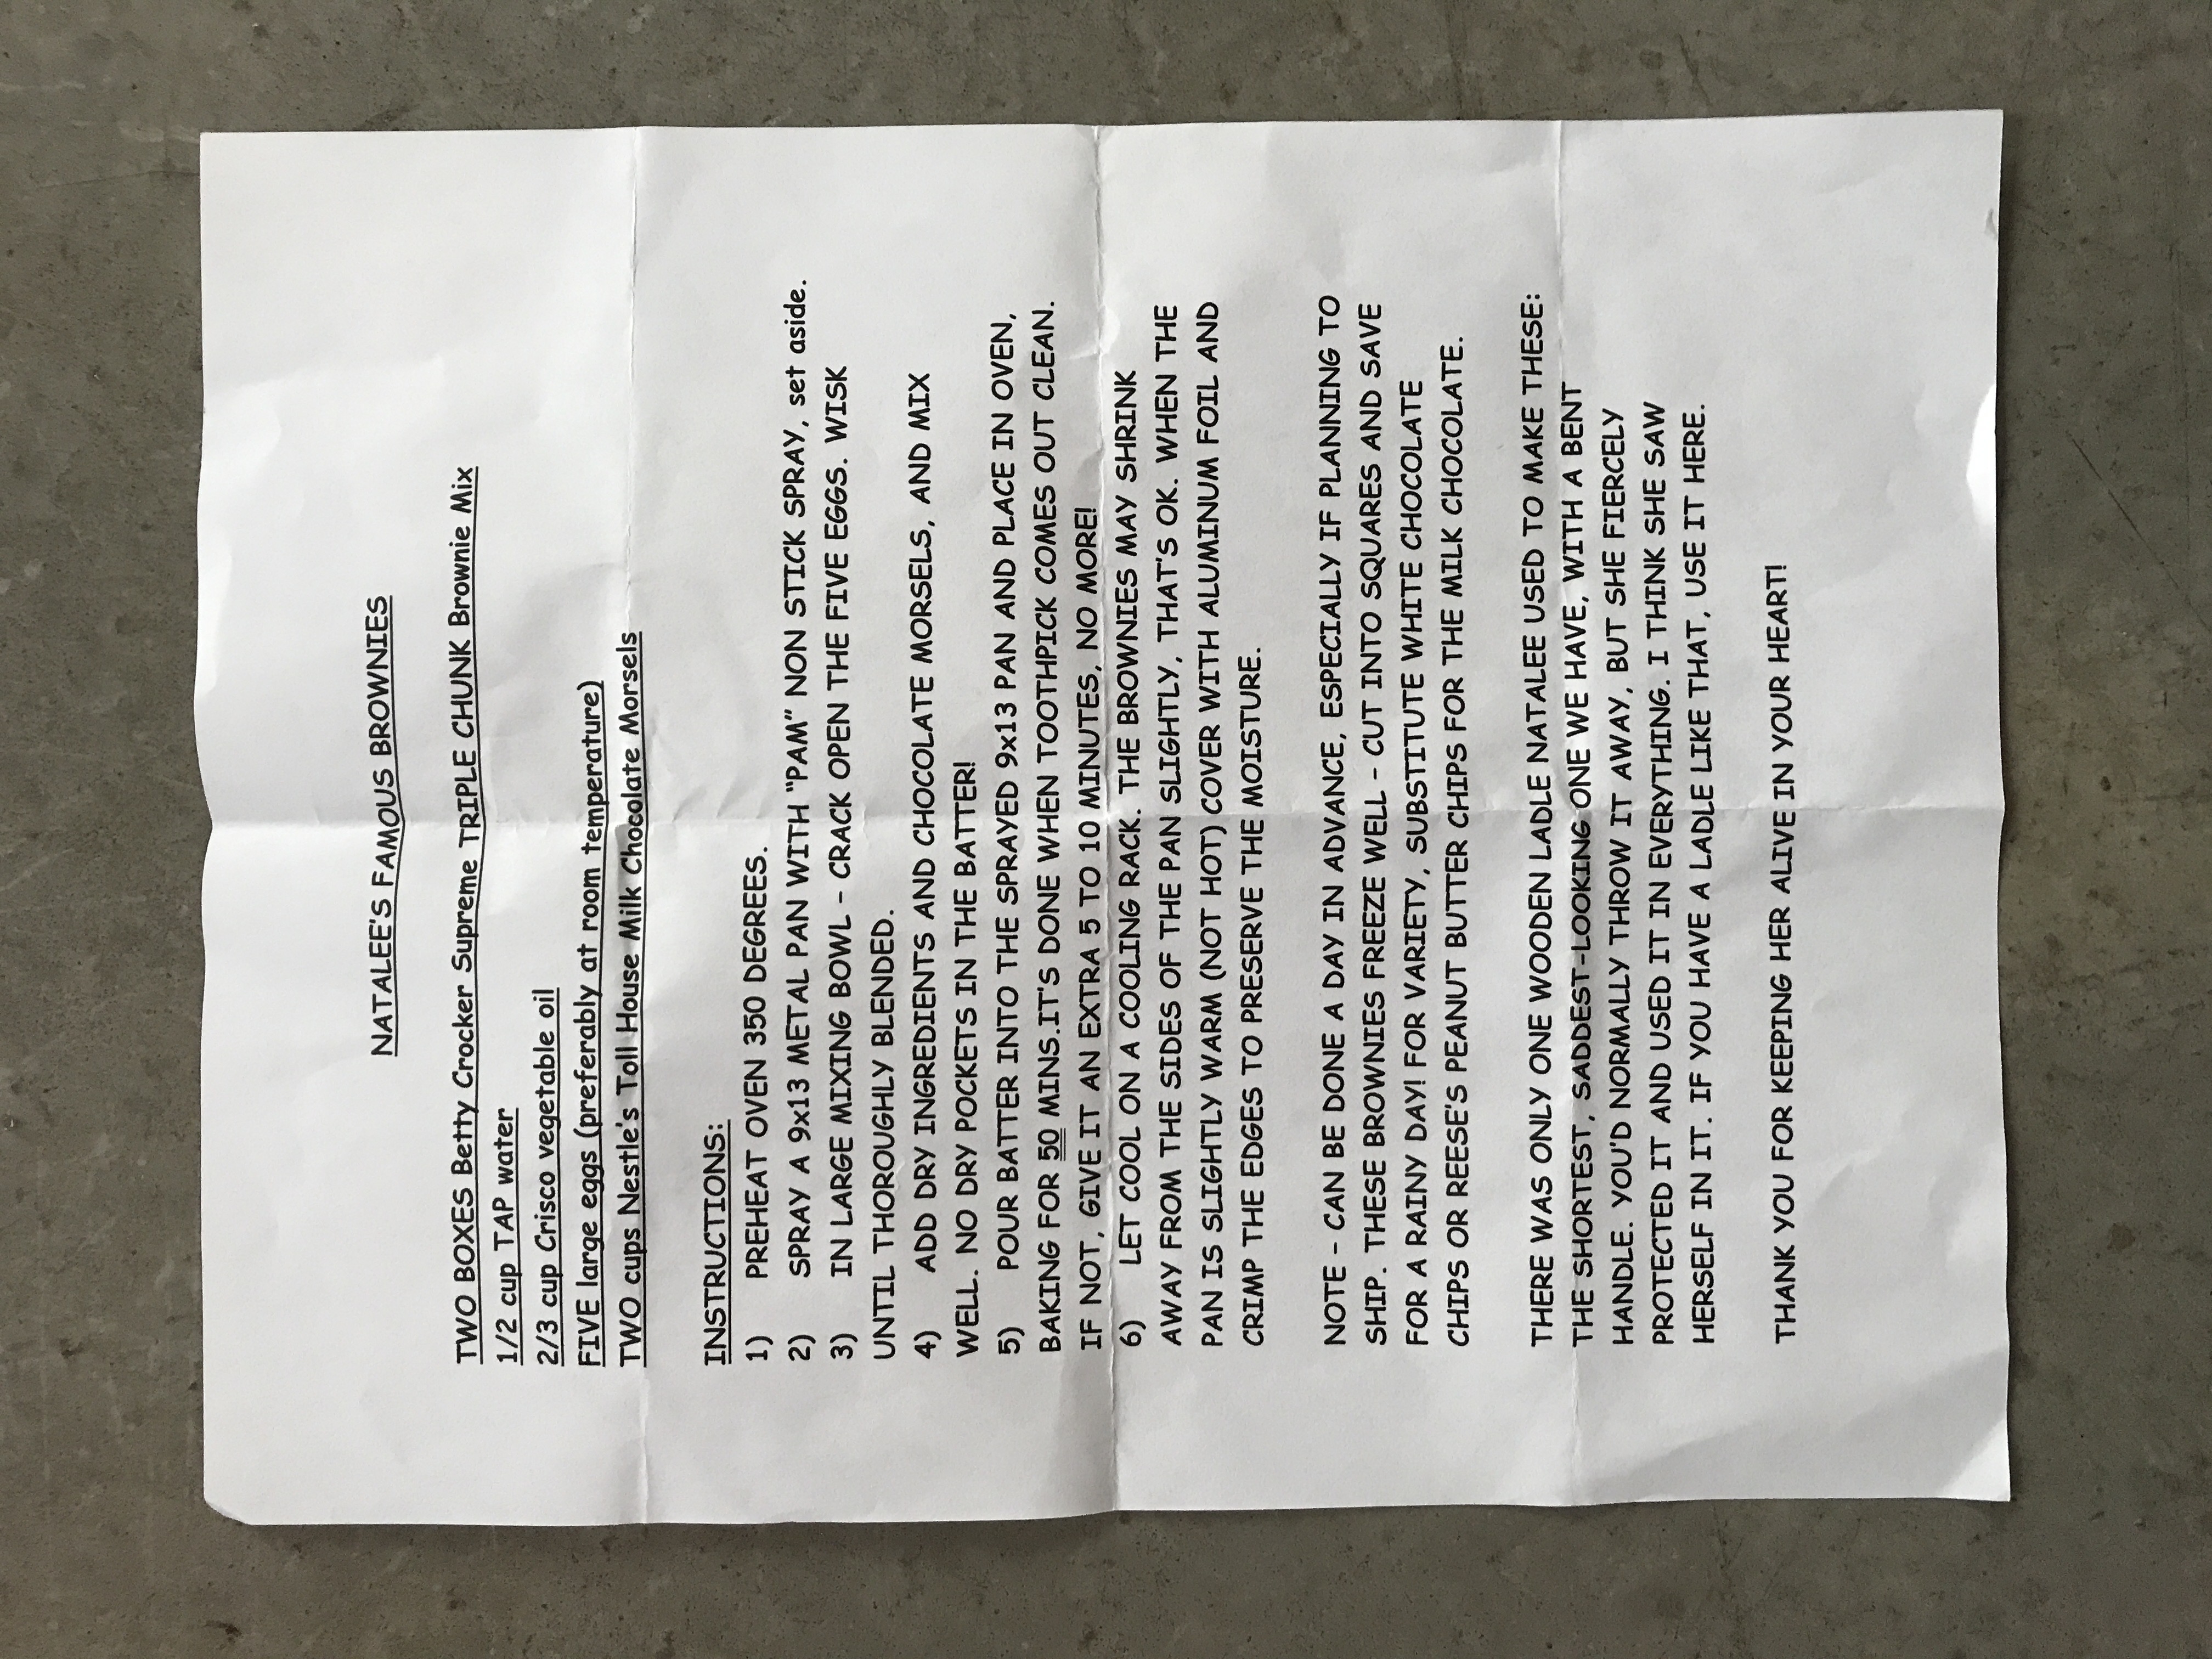 NATALEE'S FAMOUS BROWNIES
TWO BOXES Betty Crocker Supreme TRIPLE CHUNK Brownie Mix
1/2 cup TAP water
2/3 cup Crisco vegetable oil
FIVE large eggs (preferably at room temperature)
TWO cups Nestle's Toll House Milk Chocolate Morsels
INSTRUCTIONS:
1) PREHEAT OVEN 350 DEGREES.
2) SPRAY A 9x13 METAL PAN WITH “PAM” NON STICK SPRAY, set aside.
3) IN LARGE MIXING BOWL – CRACK OPEN THE FIVE EGGS. WISK
UNTIL THOROUGHLY BLENDED.
4) ADD DRY INGREDIENTS AND CHOCOLATE MORSELS, AND MIX
WELL. NO DRY POCKETS IN THE BATTER!
5) POUR BATTER INTO THE SPRAYED 9x13 PAN AND PLACE IN OVEN,
BAKING FOR 50 MINS.IT'S DONE WHEN TOOTHPICK COMES OUT CLEAN.
IF NOT, GIVE IT AN EXTRA 5 TO 10 MINUTES, NO MORE!
6) LET COOL ON A COOLING RACK. THE BROWNIES MAY SHRINK
AWAY FROM THE SIDES OF THE PAN SLIGHTLY, THAT'S OK. WHEN THE
PAN IS SLIGHTLY WARM (NOT HOT) COVER WITH ALUMINUM FOIL AND
CRIMP THE EDGES TO PRESERVE THE MOISTURE.
NOTE – CAN BE DONE A DAY IN ADVANCE, ESPECIALLY IF PLANNING TO
SHIP. THESE BROWNIES FREEZE WELL – CUT INTO SQUARES AND SAVE
FOR A RAINY DAY! FOR VARIETY, SUBSTITUTE WHITE CHOCOLATE
CHIPS OR REESE'S PEANUT BUTTER CHIPS FOR THE MILK CHOCOLATE.
THERE WAS ONLY ONE WOODEN LADLE NATALEE USED TO MAKE THESE:
THE SHORTEST, SADDEST-LOOKING ONE WE HAVE, WITH A BENT
HANDLE. YOU'D NORMALLY THROW IT AWAY, BUT SHE FIERCELY
PROTECTED IT AND USED IT IN EVERYTHING. I THINK SHE SAW
HERSELF IN IT. IF YOU HAVE A LADLE LIKE THAT, USE IT HERE.
THANK YOU FOR KEEPING HER ALIVE IN YOUR HEART!